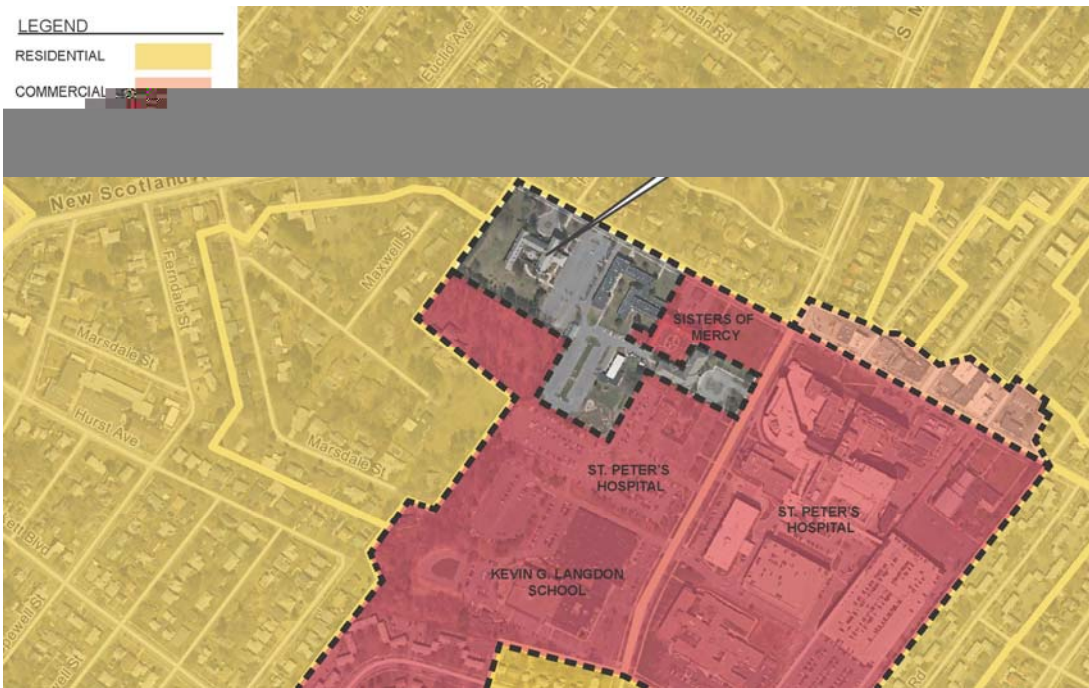 LEGEND
RESIDENTIAL
COMMERCIAL
Euclid Ave
New Scotland
Maxwell St
Ferndale St
Marsdale St
Hurst Ave
Marsdale St
SISTERS OF
MERCY
ST. PETER'S
HOSPITAL
ST. PETER'S
HOSPITAL
KEVIN G. LANGDON
SCHOOL
Rd